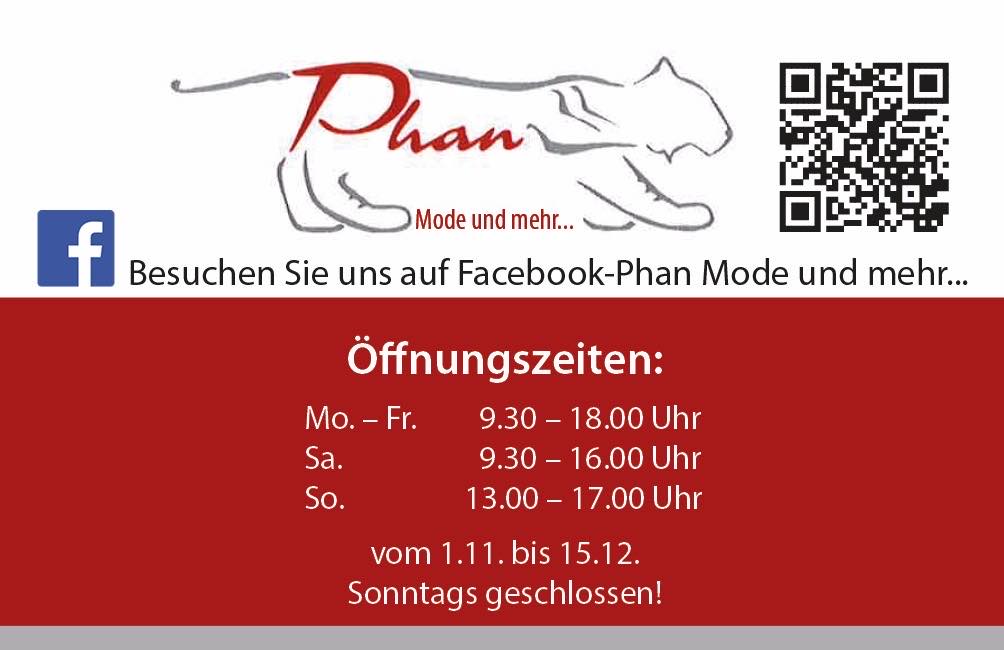 Phan
Mode und mehr...
f
Besuchen Sie uns auf Facebook-Phan Mode und mehr...
Öffnungszeiten:
Mo. – Fr. 9.30 – 18.00 Uhr
Sa. 9.30 – 16.00 Uhr
So. 13.00 – 17.00 Uhr
vom 1.11. bis 15.12.
Sonntags geschlossen!